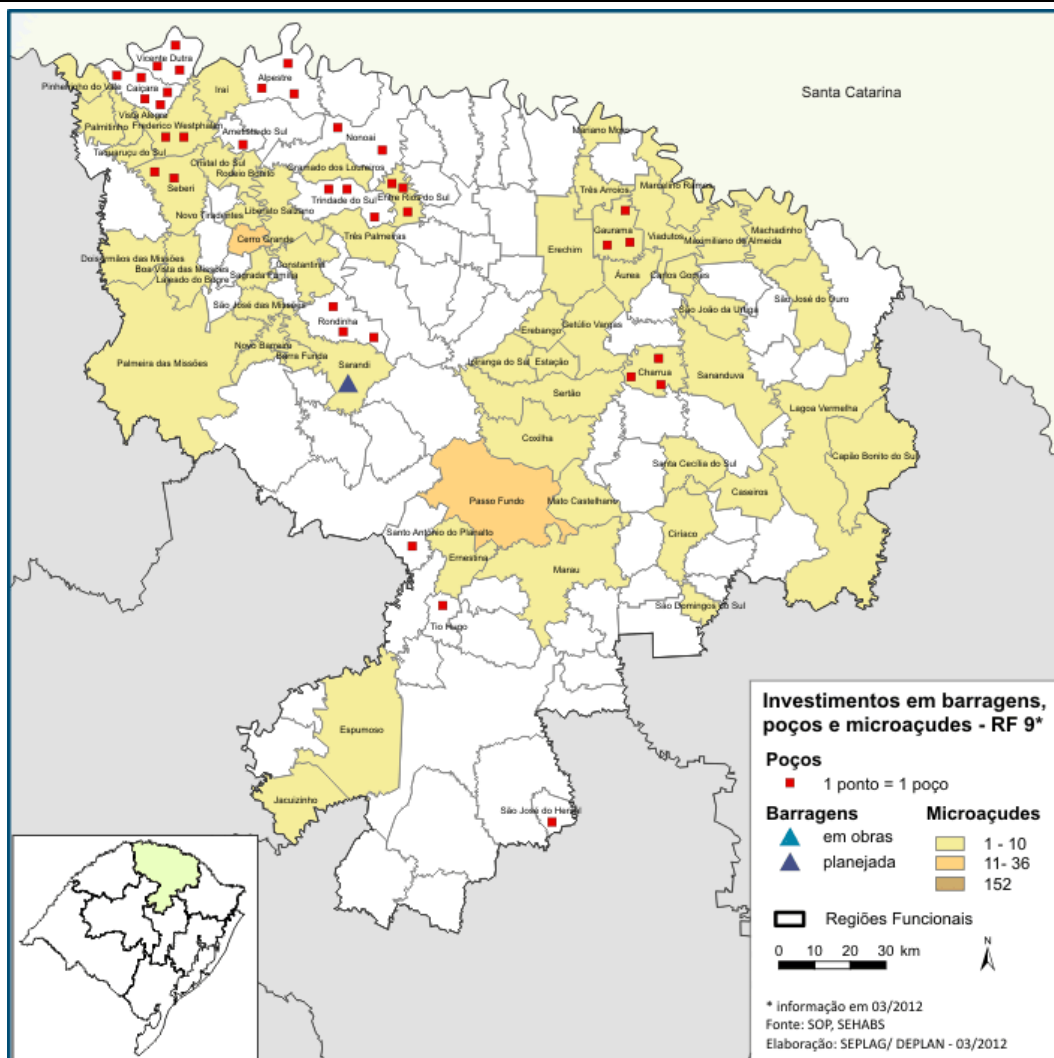 Santa Catarina
Vicente Dutra
Alpestre
Pinheirinho do Vale
Caiçara
Iraí
Vista Alegre
Palmitinho
Frederico Westphalen
Ametista do Sul
Nonoai
Mariano Moro
Taquaruçu do Sul
Cristal do Sul
Rodeio Bonito
Gramado dos Loureiros
Seberi
Trindade do Sul
Entre Rios do Sul
Três Arroios
Marcelino Ramos
Novo Tiradentes
Liberato Salzano
Gaurama
Viadutos
Machadinho
Cerro Grande
Três Palmeiras
Erechim
Maximiliano de Almeida
Dois Irmãos das Missões
Boa Vista das Missões
Constantina
Lajeado do Bugre
Sagrada Família
Áurea
Carlos Gomes
São José do Ouro
São José das Missões
São João da Urtiga
Rondinha
Erebango
Getúlio Vargas
Novo Barreiro
Barra Funda
Palmeira das Missões
Sarandi
Ipiranga do Sul
Estação
Charrua
Sananduva
Sertão
Lagoa Vermelha
Coxilha
Santa Cecília do Sul
Capão Bonito do Sul
Passo Fundo
Mato Castelhano
Caseiros
Santo Antônio do Planalto
Ciríaco
Ernestina
Marau
São Domingos do Sul
Tio Hugo
Espumoso
Jacuizinho
São José do Herval
Investimentos em barragens,
poços e microaçudes - RF 9*
Poços
1 ponto = 1 poço
Barragens
Microaçudes
em obras
1 - 10
planejada
11- 36
152
Regiões Funcionais
0 10 20 30 km
N
* informação em 03/2012
Fonte: SOP, SEHABS
Elaboração: SEPLAG/ DEPLAN - 03/2012